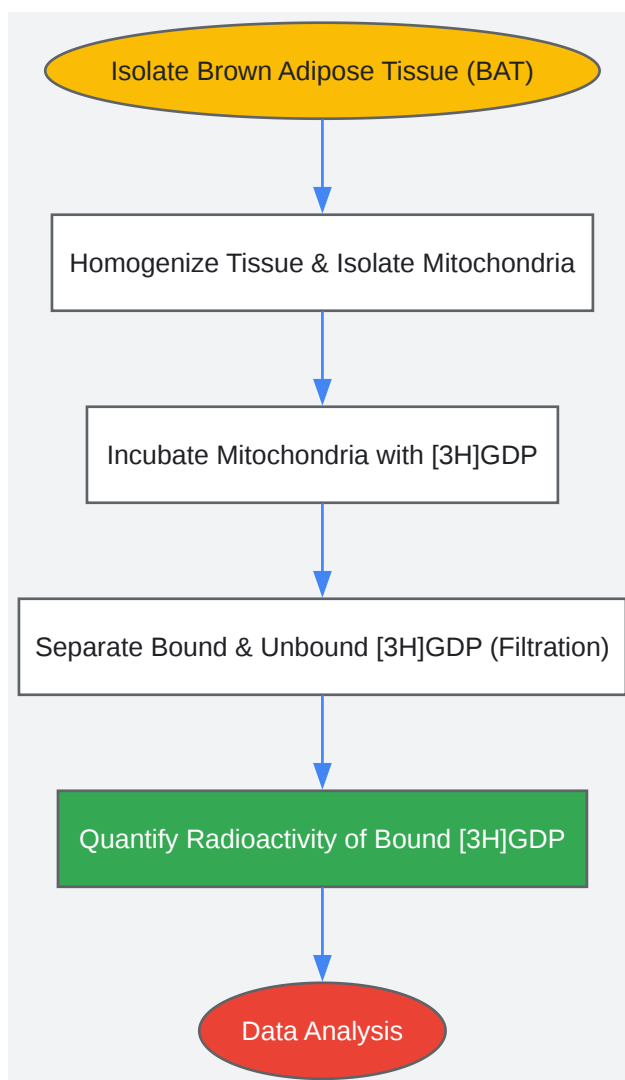 Isolate Brown Adipose Tissue (BAT)
Homogenize Tissue & Isolate Mitochondria
Incubate Mitochondria with [3H]GDP
Separate Bound & Unbound [3H]GDP (Filtration)
Quantify Radioactivity of Bound [3H]GDP
Data Analysis